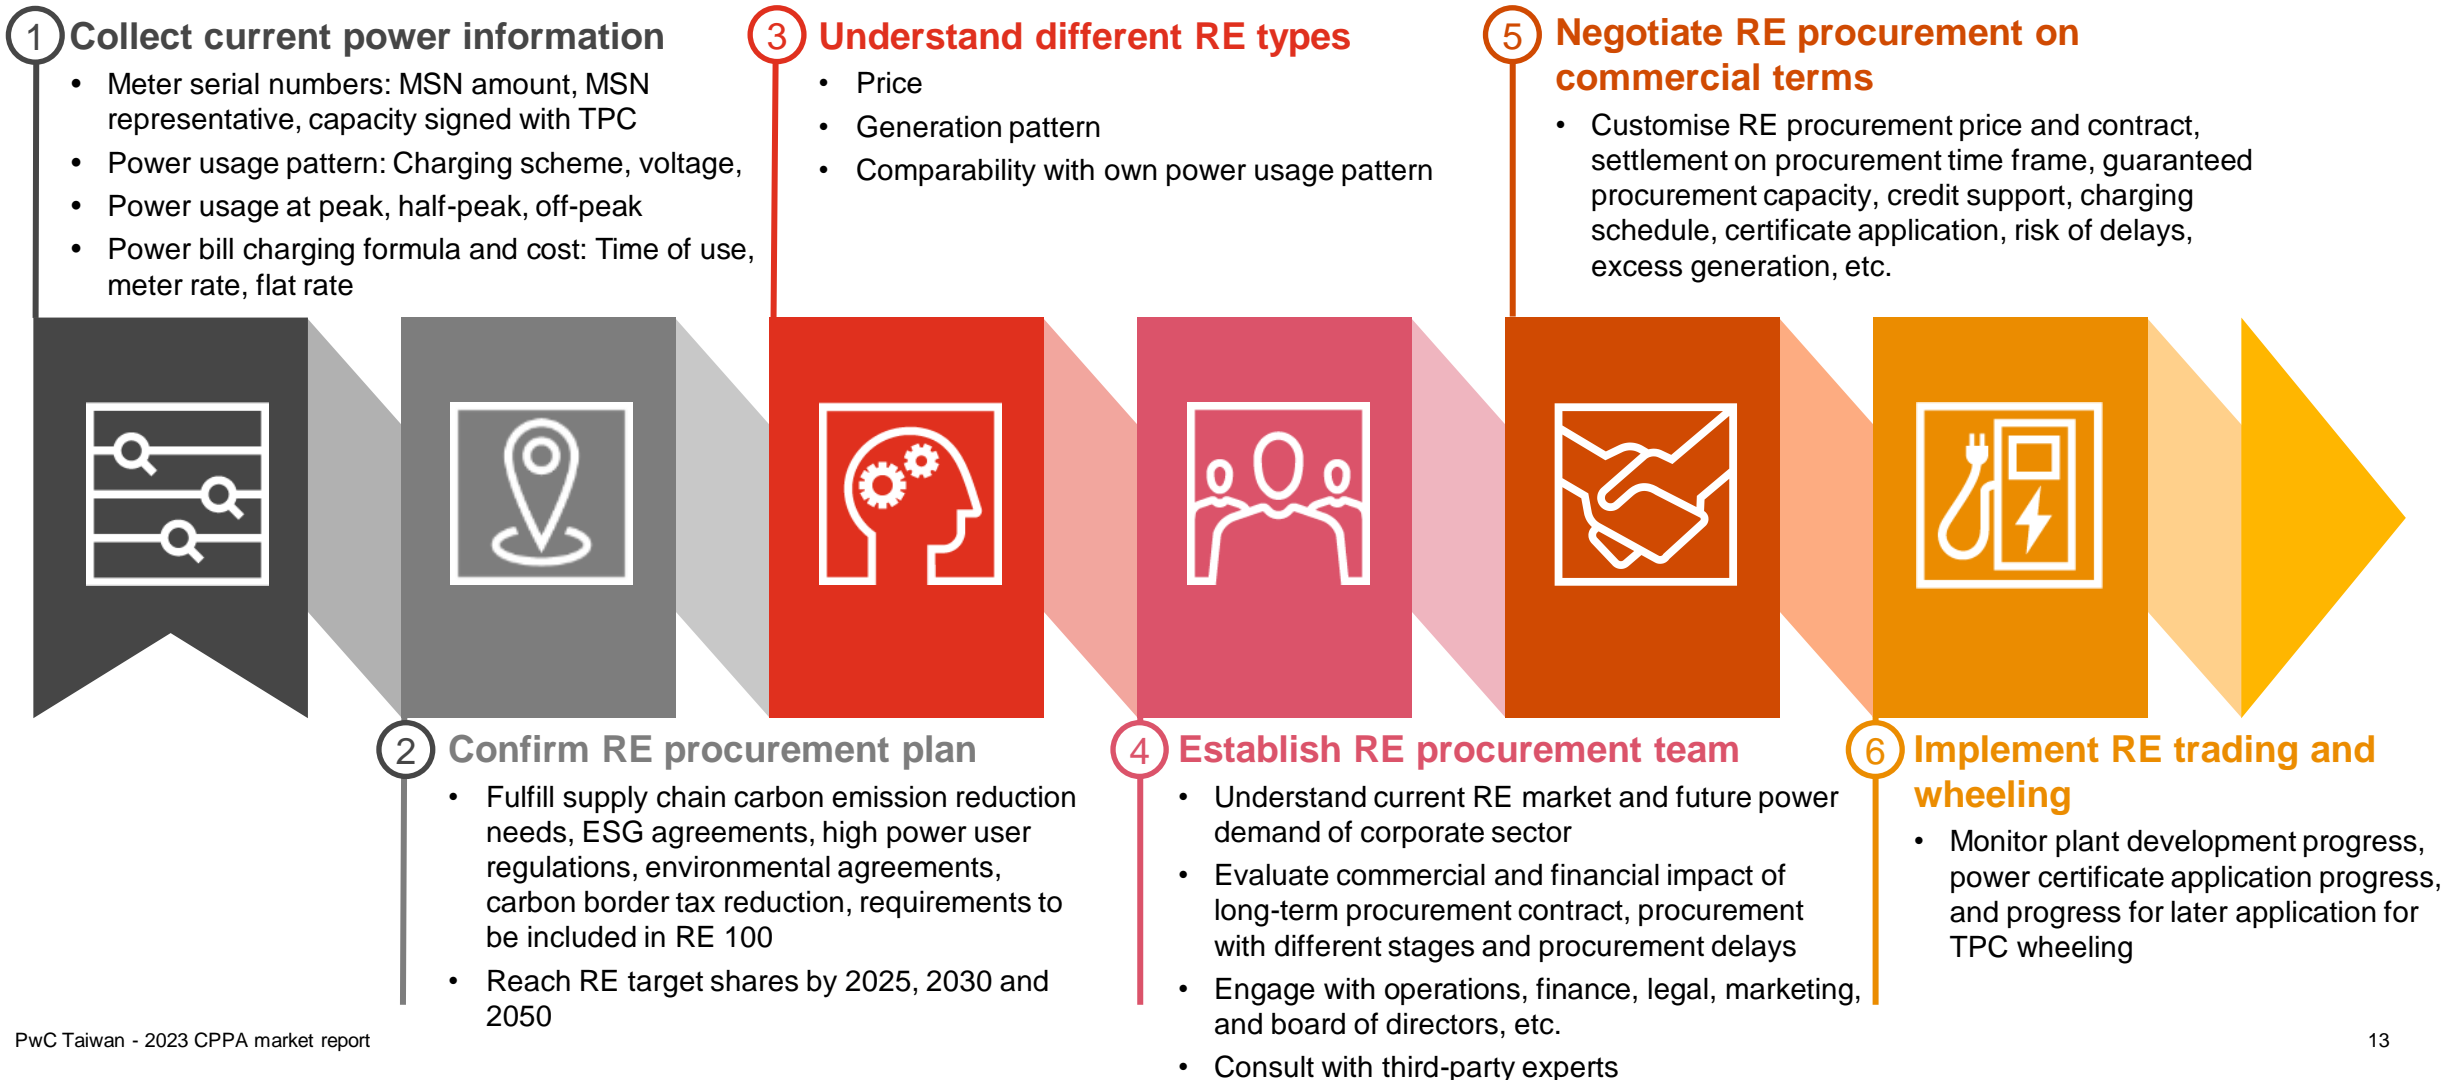 1 Collect current power information
• Meter serial numbers: MSN amount, MSN
representative, capacity signed with TPC
• Power usage pattern: Charging scheme, voltage,
• Power usage at peak, half-peak, off-peak
• Power bill charging formula and cost: Time of use,
meter rate, flat rate
3 Understand different RE types
• Price
• Generation pattern
• Comparability with own power usage pattern
5 Negotiate RE procurement on
commercial terms
• Customise RE procurement price and contract,
settlement on procurement time frame, guaranteed
procurement capacity, credit support, charging
schedule, certificate application, risk of delays,
excess generation, etc.
2 Confirm RE procurement plan
• Fulfill supply chain carbon emission reduction
needs, ESG agreements, high power user
regulations, environmental agreements,
carbon border tax reduction, requirements to
be included in RE 100
• Reach RE target shares by 2025, 2030 and
2050
4 Establish RE procurement team
• Understand current RE market and future power
demand of corporate sector
• Evaluate commercial and financial impact of
long-term procurement contract, procurement
with different stages and procurement delays
• Engage with operations, finance, legal, marketing,
and board of directors, etc.
• Consult with third-party experts
6 Implement RE trading and
wheeling
• Monitor plant development progress,
power certificate application progress,
and progress for later application for
TPC wheeling
PwC Taiwan - 2023 CPPA market report
13